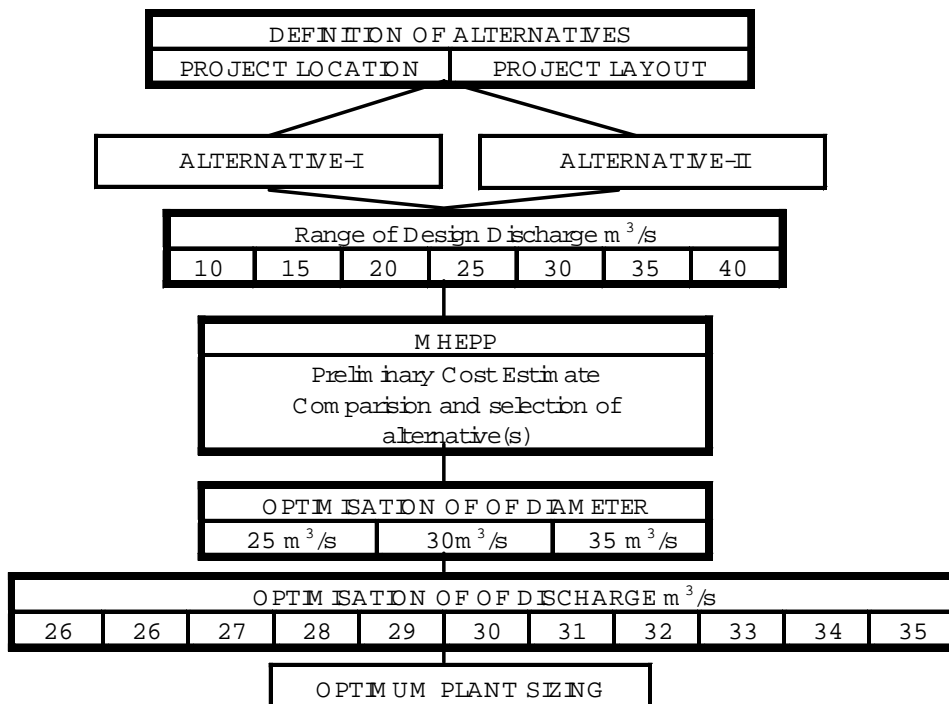 DEFINITION OF ALTERNATIVES
PROJECT LOCATION PROJECT LAYOUT
ALTERNATIVE-I ALTERNATIVE-II
Range of Design Discharge m³/s
10 15 20 25 30 35 40
MHEPP
Preliminary Cost Estimate
Comparision and selection of
alternative(s)
OPTIMISATION OF OF DIAMETER
25 m³/s 30m³/s 35 m³/s
OPTIMISATION OF OF DISCHARGE m³/s
26 26 27 28 29 30 31 32 33 34 35
OPTIMUM PLANT SIZING